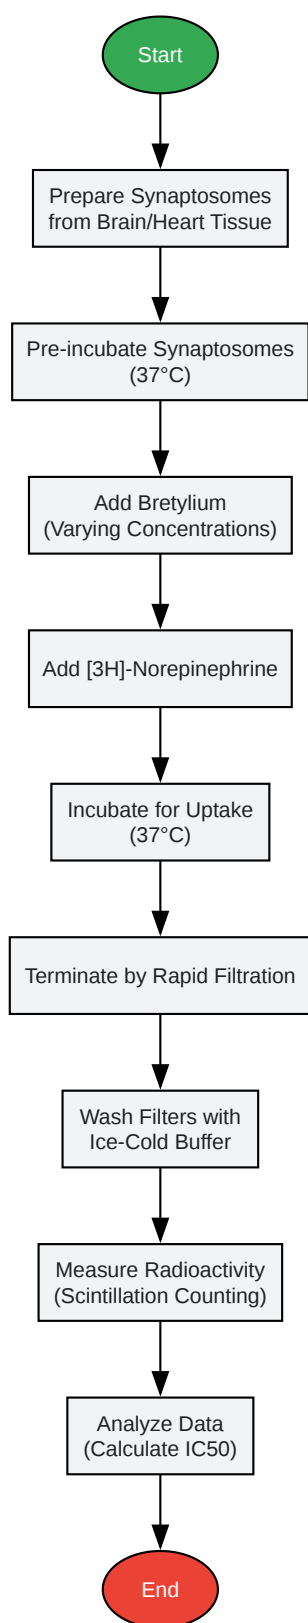 Start
Prepare Synaptosomes
from Brain/Heart Tissue
Pre-incubate Synaptosomes
(37°C)
Add Bretylium
(Varying Concentrations)
Add [3H]-Norepinephrine
Incubate for Uptake
(37°C)
Terminate by Rapid Filtration
Wash Filters with
Ice-Cold Buffer
Measure Radioactivity
(Scintillation Counting)
Analyze Data
(Calculate IC50)
End